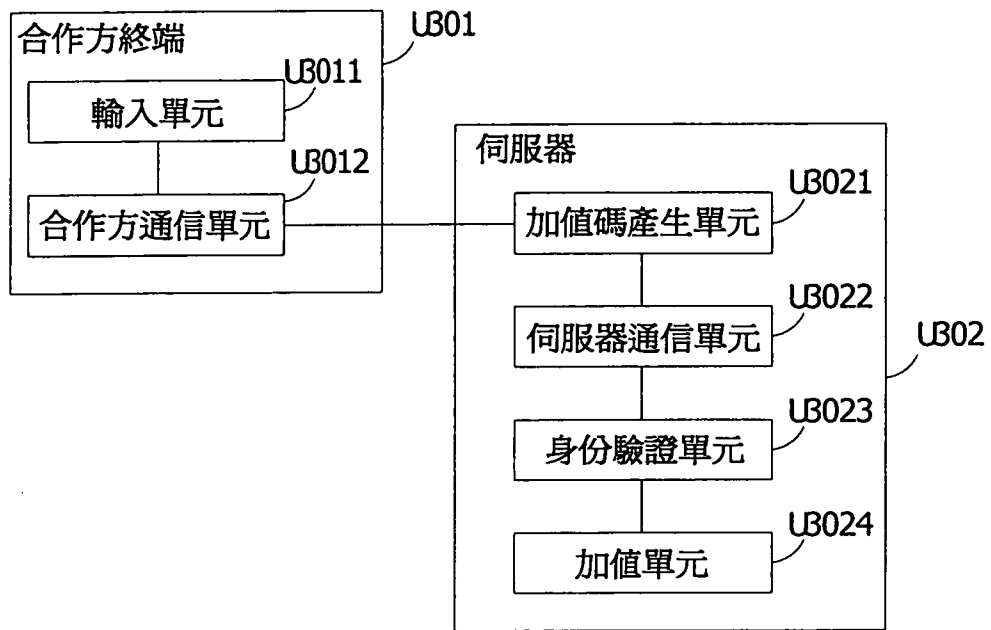 合作方終端
U301
輸入單元
U3011
合作方通信單元
U3012
伺服器
U302
加值碼產生單元
U3021
伺服器通信單元
U3022
身份驗證單元
U3023
加值單元
U3024